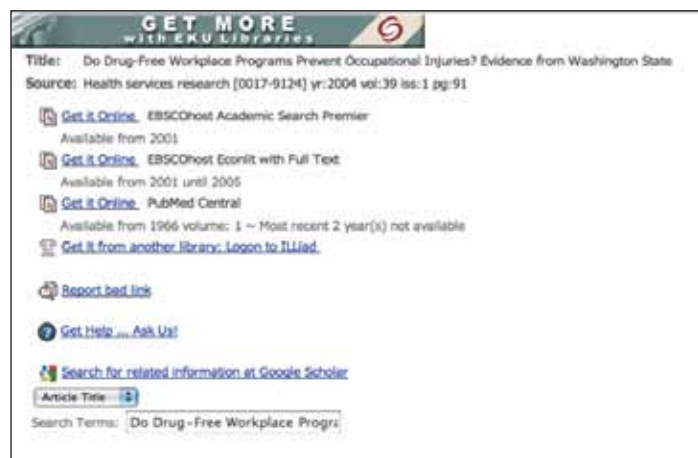 GET MORE
with EKU Libraries
Title: Do Drug-Free Workplace Programs Prevent Occupational Injuries? Evidence from Washington State
Source: Health services research [0017-9124] yr:2004 vol:39 iss:1 pg:91
Get it Online EBSCOhost Academic Search Premier
Available from 2001
Get it Online EBSCOhost Econlit with Full Text
Available from 2001 until 2005
Get it Online PubMed Central
Available from 1966 volume: 1 ~ Most recent 2 year(s) not available
Get it from another library: Logon to ILLiad
Report bad link
Get Help ... Ask Us!
Search for related information at Google Scholar
Article Title
Search Terms: Do Drug-Free Workplace Progra